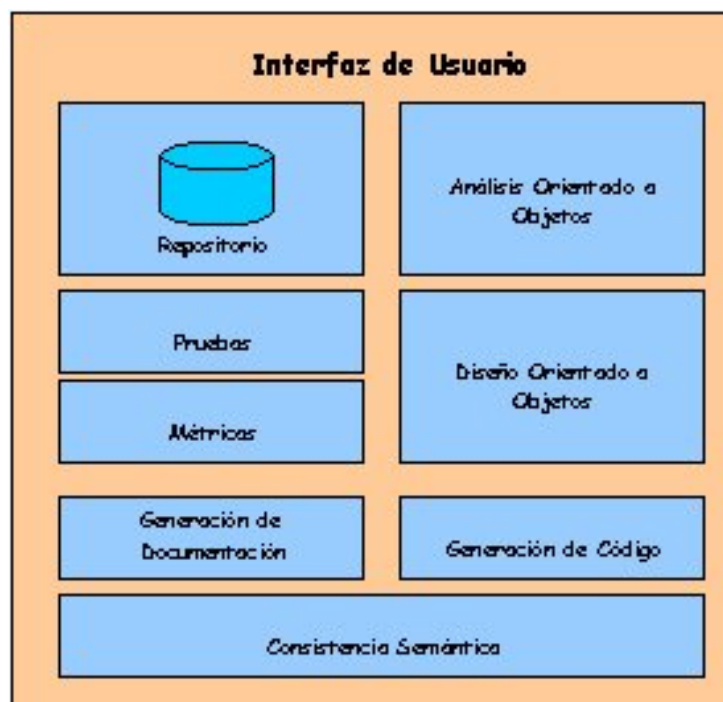 Interfaz de Usuario
Repositorio
Análisis Orientado a
Objetos
Pruebas
Métricas
Diseño Orientado a
Objetos
Generación de
Documentación
Generación de Código
Consistencia Semántica